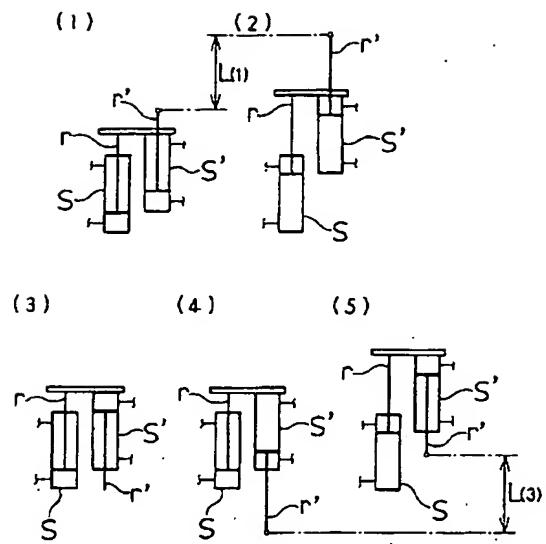 (1)
(2)
r'
L(1)
r'
r
r
S'
S'
S
S
(3)
(4)
(5)
r
r
r
S'
S'
S'
r'
r'
r'
L(3)
S
S
S